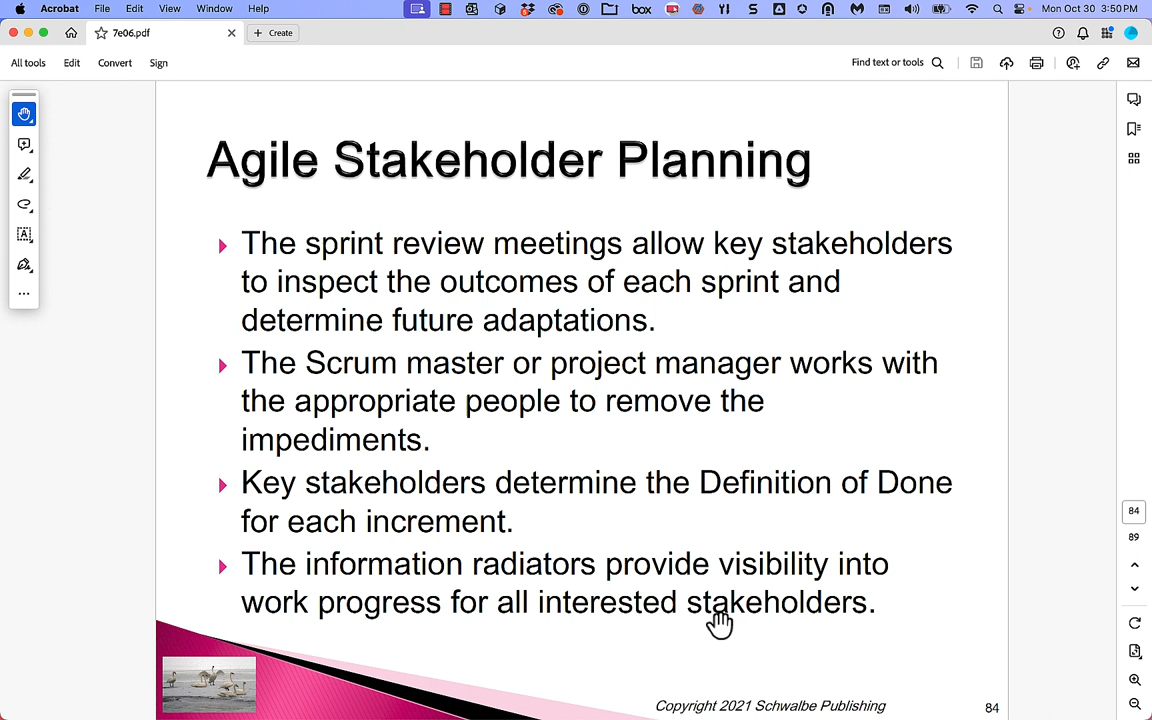 Acrobat File Edit View Window Help box Mon Oct 30 3:50 PM
7e06.pdf + Create
All tools Edit Convert Sign Find text or tools
Agile Stakeholder Planning
The sprint review meetings allow key stakeholders
to inspect the outcomes of each sprint and
determine future adaptations.
The Scrum master or project manager works with
the appropriate people to remove the
impediments.
Key stakeholders determine the Definition of Done
for each increment.
The information radiators provide visibility into
work progress for all interested stakeholders.
Copyright 2021 Schwalbe Publishing 84
84
89